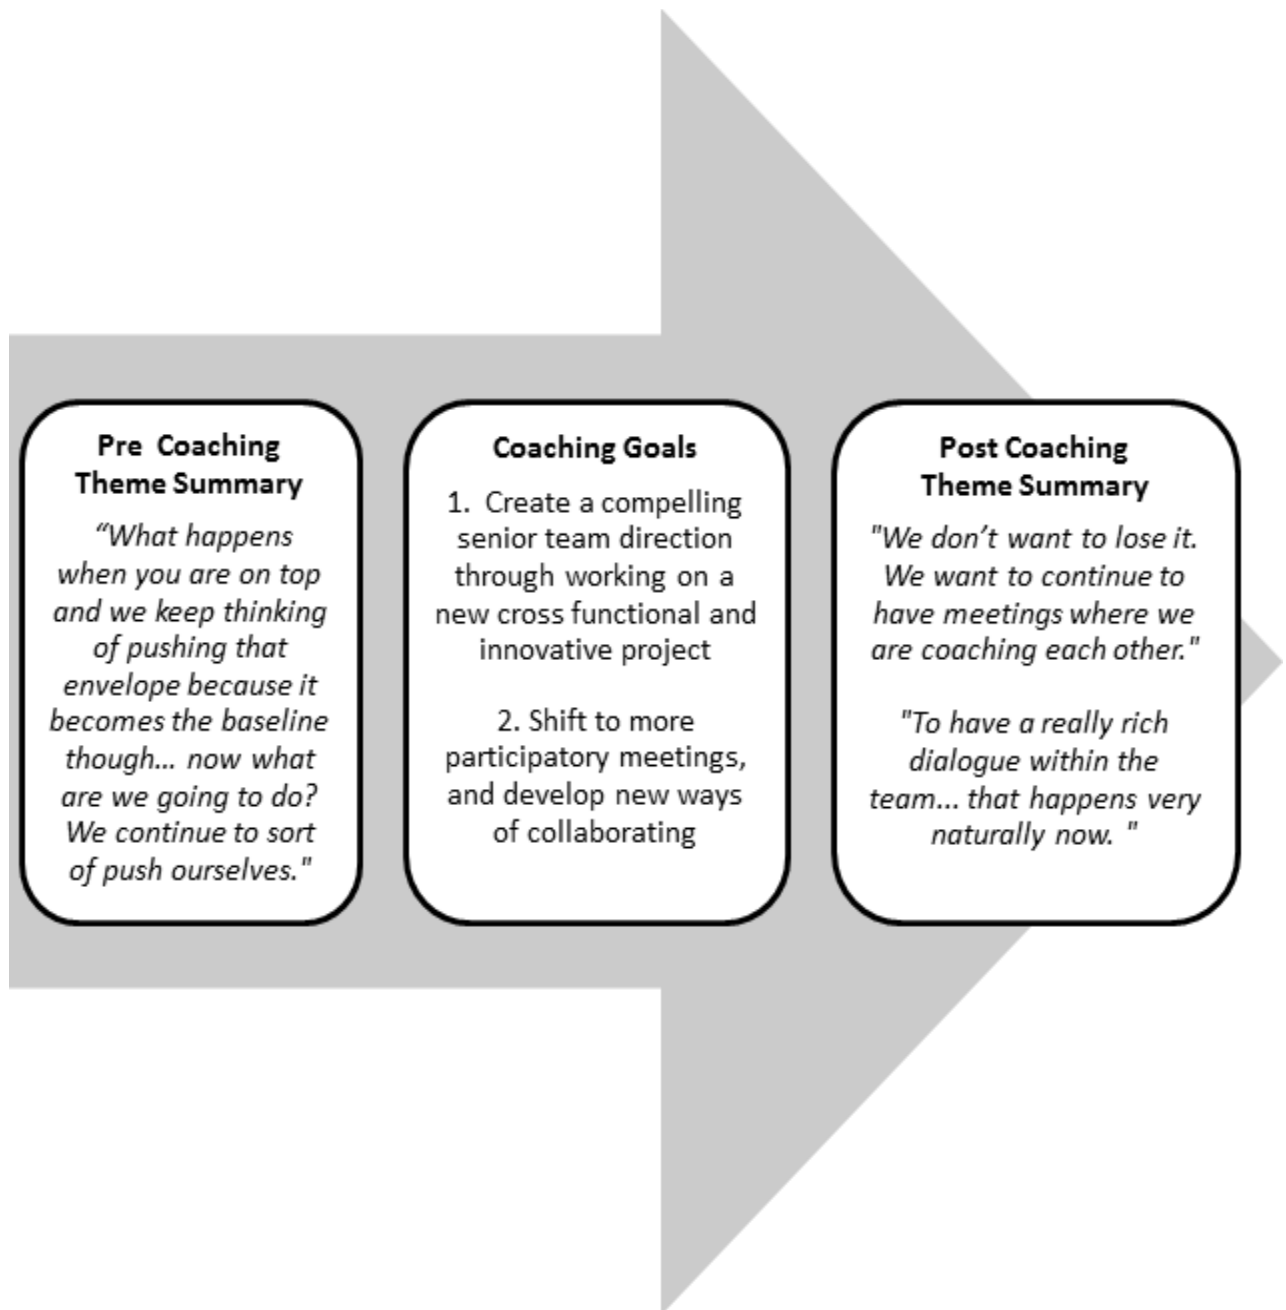 Pre  Coaching
Theme Summary
“What happens
when you are on top
and we keep thinking
of pushing that
envelope because it
becomes the baseline
though... now what
are we going to do?
We continue to sort
of push ourselves."
Coaching Goals
1.  Create a compelling
senior team direction
through working on a
new cross functional and
innovative project
2. Shift to more
participatory meetings,
and develop new ways
of collaborating
Post Coaching
Theme Summary
"We don’t want to lose it.
We want to continue to
have meetings where we
are coaching each other."
"To have a really rich
dialogue within the
team... that happens very
naturally now. "